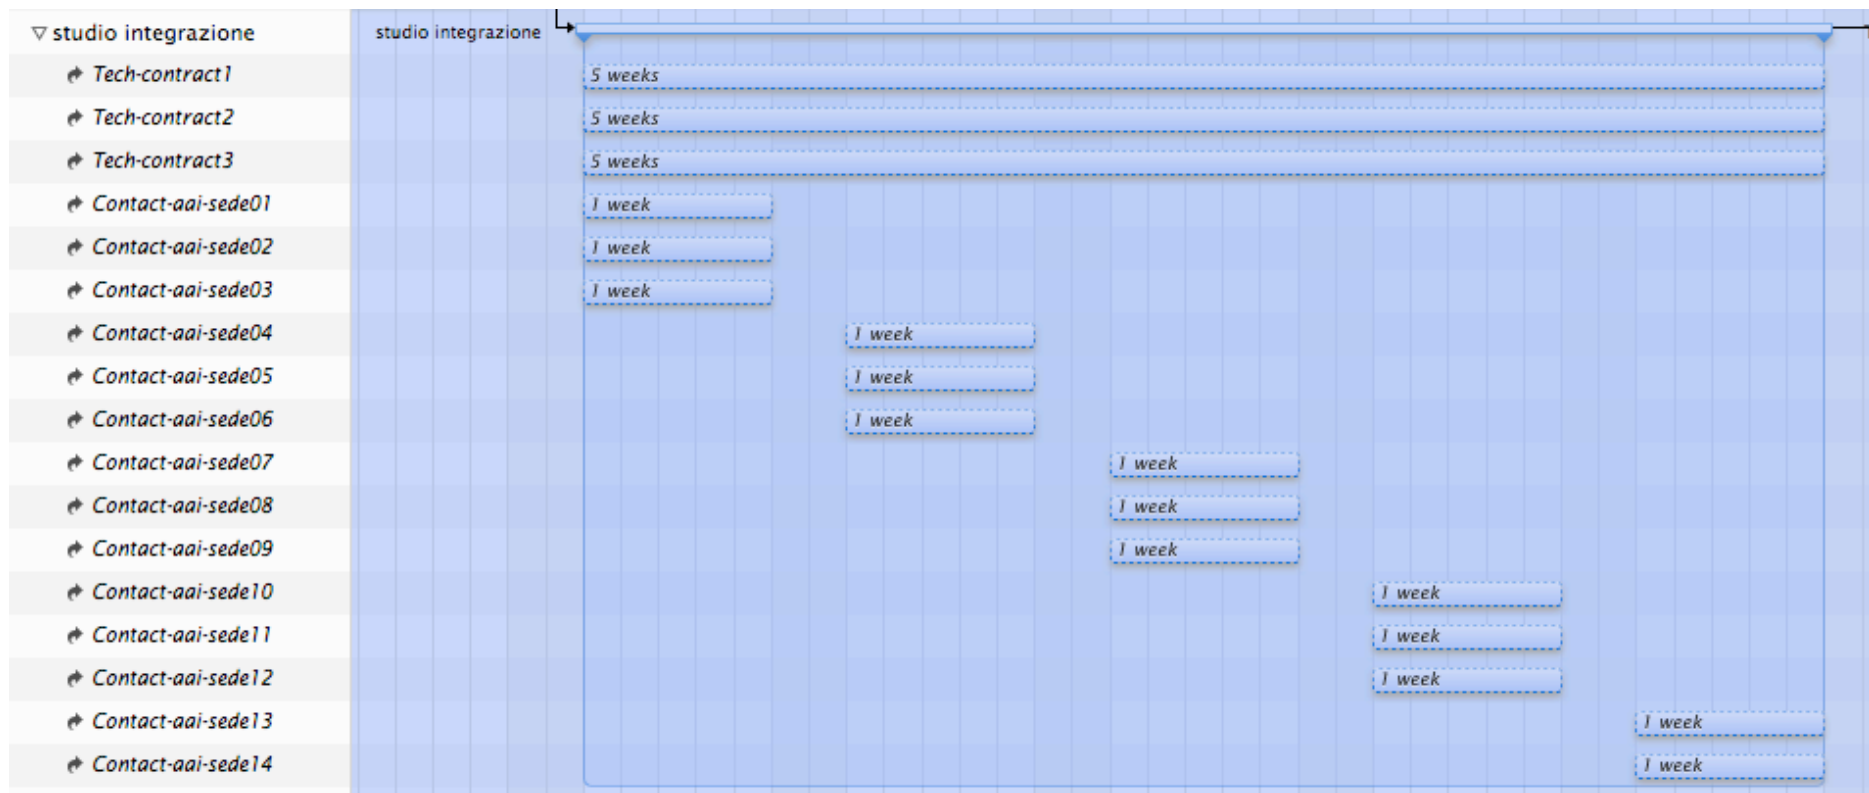 studio integrazione studio integrazione
Tech-contract1 5 weeks
Tech-contract2 5 weeks
Tech-contract3 5 weeks
Contact-aai-sede01 1 week
Contact-aai-sede02 1 week
Contact-aai-sede03 1 week
Contact-aai-sede04 1 week
Contact-aai-sede05 1 week
Contact-aai-sede06 1 week
Contact-aai-sede07 1 week
Contact-aai-sede08 1 week
Contact-aai-sede09 1 week
Contact-aai-sede10 1 week
Contact-aai-sede11 1 week
Contact-aai-sede12 1 week
Contact-aai-sede13 1 week
Contact-aai-sede14 1 week